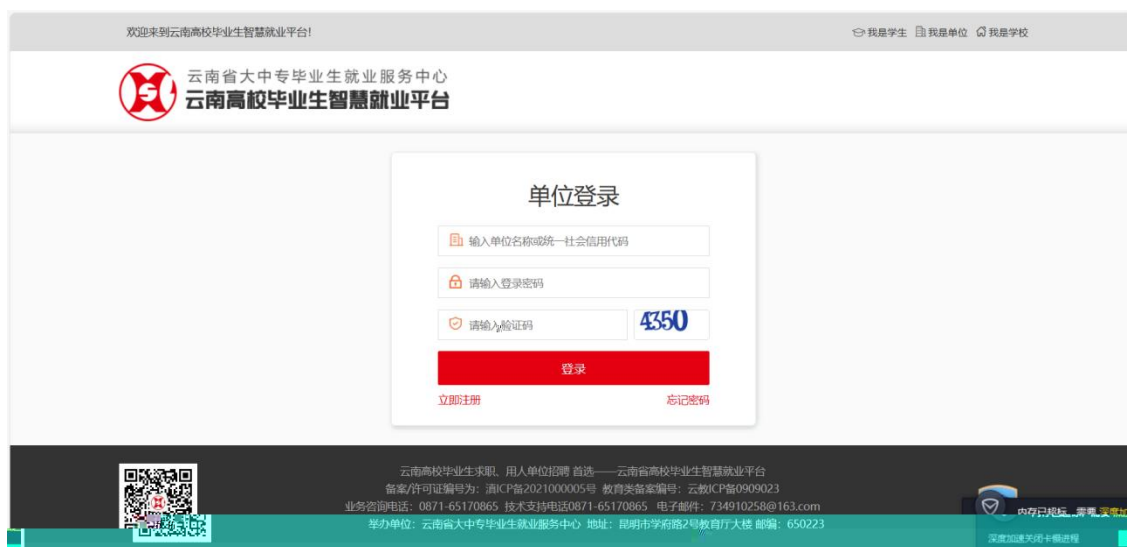 欢迎来到云南高校毕业生智慧就业平台!
我是学生 我是单位 我是学校
云南省大中专毕业生就业服务中心
云南高校毕业生智慧就业平台
单位登录
输入单位名称或统一社会信用代码
请输入登录密码
请输入验证码
4350
登录
立即注册 忘记密码
云南高校毕业生求职、用人单位招聘 首选——云南省高校毕业生智慧就业平台
备案/许可证编号为：滇ICP备2021000005号 教育类备案编号：云教ICP备0909023
业务咨询电话：0871-65170865 技术支持电话0871-65170865 电子邮件：734910258@163.com
举办单位：云南省大中专毕业生就业服务中心 地址：昆明市学府路2号教育厅大楼 邮编：650223
内存已超标，需要 深度加
深度加速关闭卡慢进程